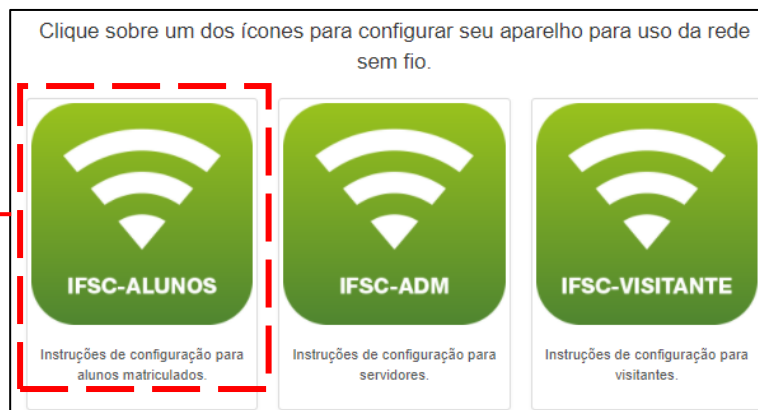 Clique sobre um dos ícones para configurar seu aparelho para uso da rede
sem fio.
IFSC-ALUNOS
Instruções de configuração para
alunos matriculados.
IFSC-ADM
Instruções de configuração para
servidores.
IFSC-VISITANTE
Instruções de configuração para
visitantes.